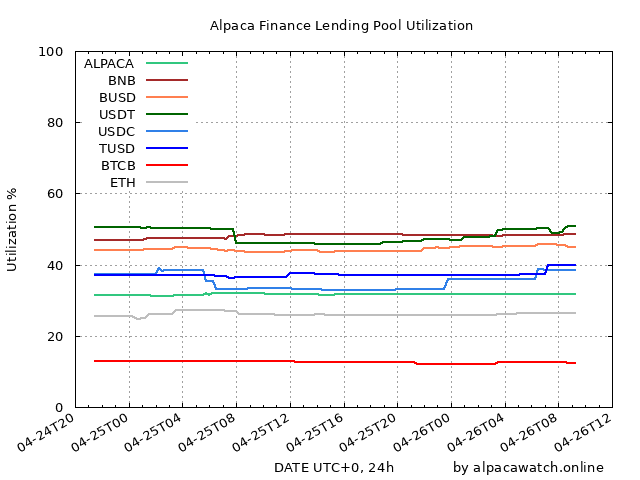 Alpaca Finance Lending Pool Utilization
Utilization %
100
80
60
40
20
0
ALPACA
BNB
BUSD
USDT
USDC
TUSD
BTCB
ETH
04-24T20
04-25T00
04-25T04
04-25T08
04-25T12
04-25T16
04-25T20
04-26T00
04-26T04
04-26T08
04-26T12
DATE UTC+0, 24h
by alpacawatch.online